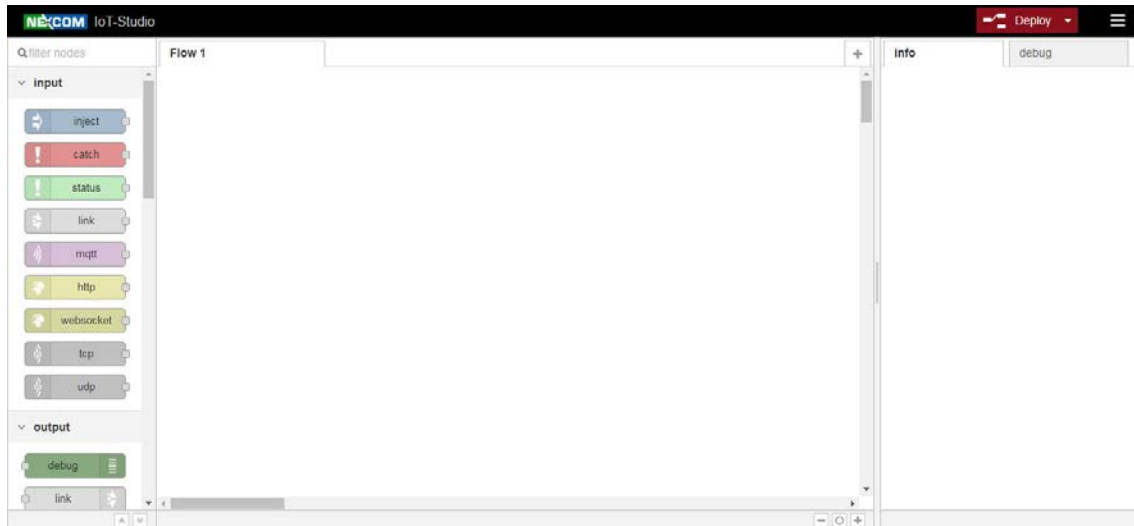 NEXCOM IoT-Studio
Deploy
filter nodes
Flow 1
info
debug
input
inject
catch
status
link
mqtt
http
websocket
tcp
udp
output
debug
link